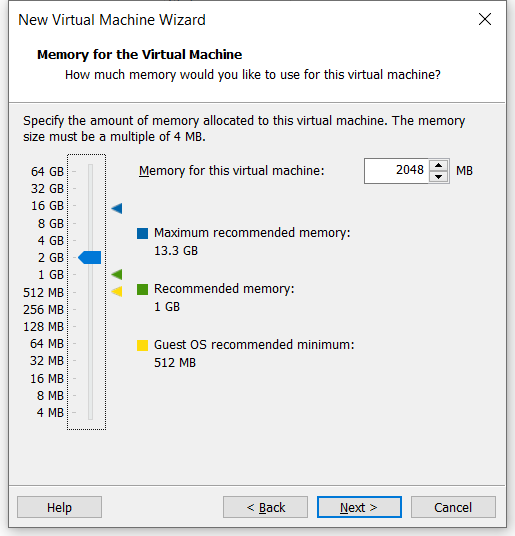 New Virtual Machine Wizard
Memory for the Virtual Machine
How much memory would you like to use for this virtual machine?
Specify the amount of memory allocated to this virtual machine. The memory
size must be a multiple of 4 MB.
Memory for this virtual machine: 2048 MB
64 GB
32 GB
16 GB
8 GB
4 GB
2 GB
1 GB
512 MB
256 MB
128 MB
64 MB
32 MB
16 MB
8 MB
4 MB
Maximum recommended memory:
13.3 GB
Recommended memory:
1 GB
Guest OS recommended minimum:
512 MB
Help
< Back
Next >
Cancel